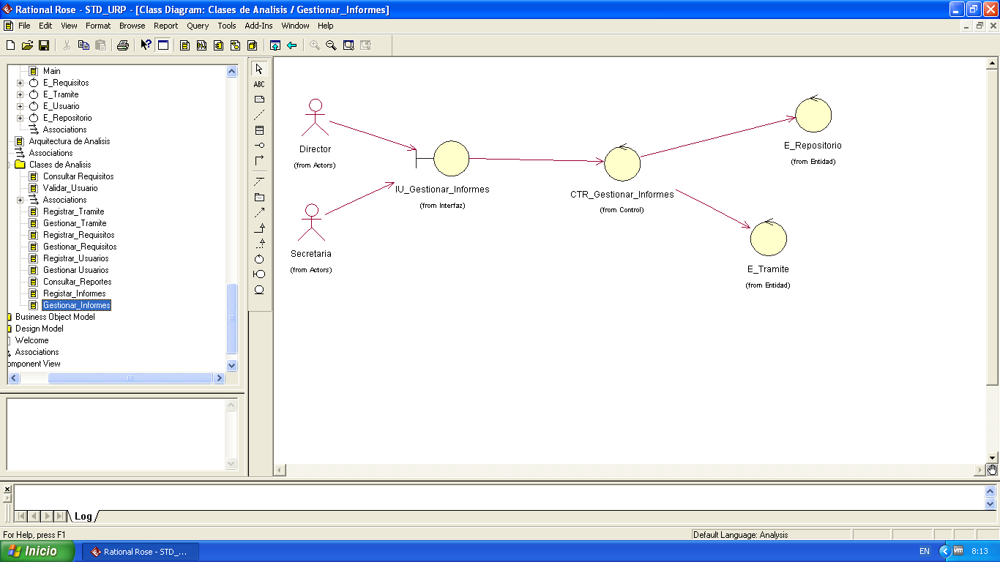 Rational Rose - STD_URP - [Class Diagram: Clases de Analisis / Gestionar_Informes]
File Edit View Format Browse Report Query Tools Add-Ins Window Help
Main
E_Requisitos
E_Tramite
E_Usuario
E_Repositorio
Associations
Arquitectura de Analisis
Associations
Clases de Analisis
Consultar Requisitos
Validar_Usuario
Associations
Registrar_Tramite
Gestionar_Tramite
Registrar_Requisitos
Gestionar_Requisitos
Registrar_Usuarios
Gestionar Usuarios
Consultar_Reportes
Registar_Informes
Gestionar_Informes
Business Object Model
Design Model
Welcome
Associations
omponent View
ABC
Director
(from Actors)
Secretaria
(from Actors)
IU_Gestionar_Informes
(from Interfaz)
CTR_Gestionar_Informes
(from Control)
E_Repositorio
(from Entidad)
E_Tramite
(from Entidad)
Log
For Help, press F1
Default Language: Analysis
Inicio
Rational Rose - STD_...
EN
vm
8:13